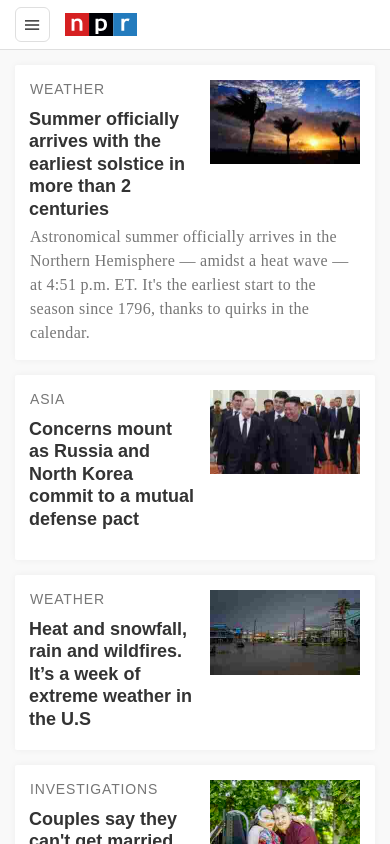 npr
WEATHER
Summer officially
arrives with the
earliest solstice in
more than 2
centuries
Astronomical summer officially arrives in the
Northern Hemisphere — amidst a heat wave —
at 4:51 p.m. ET. It's the earliest start to the
season since 1796, thanks to quirks in the
calendar.
ASIA
Concerns mount
as Russia and
North Korea
commit to a mutual
defense pact
WEATHER
Heat and snowfall,
rain and wildfires.
It’s a week of
extreme weather in
the U.S
INVESTIGATIONS
Couples say they
can't get married